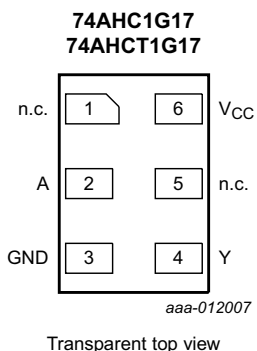 74AHC1G17
74AHCT1G17
n.c. 1 6 VCC
A 2 5 n.c.
GND 3 4 Y
aaa-012007
Transparent top view